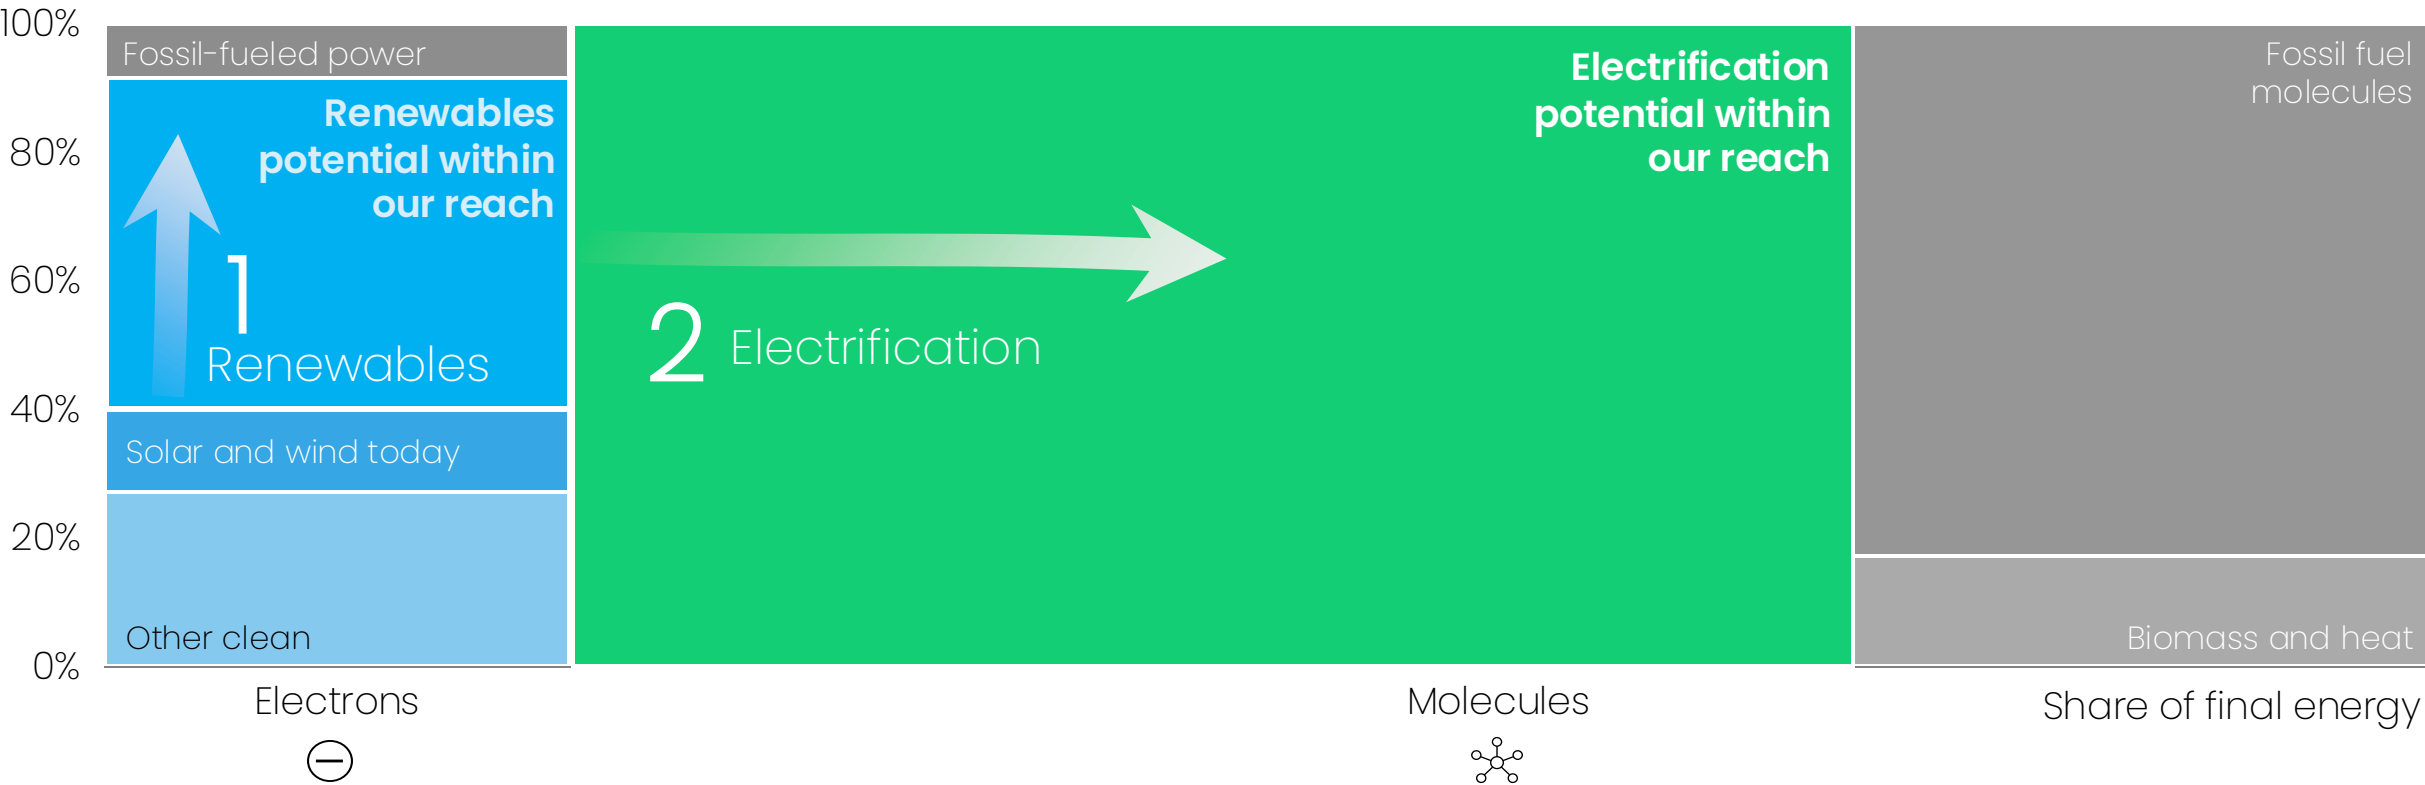 100%
80%
60%
40%
20%
0%
Fossil-fueled power
Renewables
potential within
our reach
1
Renewables
Solar and wind today
Other clean
Electrification
potential within
our reach
2 Electrification
Fossil fuel
molecules
Biomass and heat
Electrons
Molecules
Share of final energy